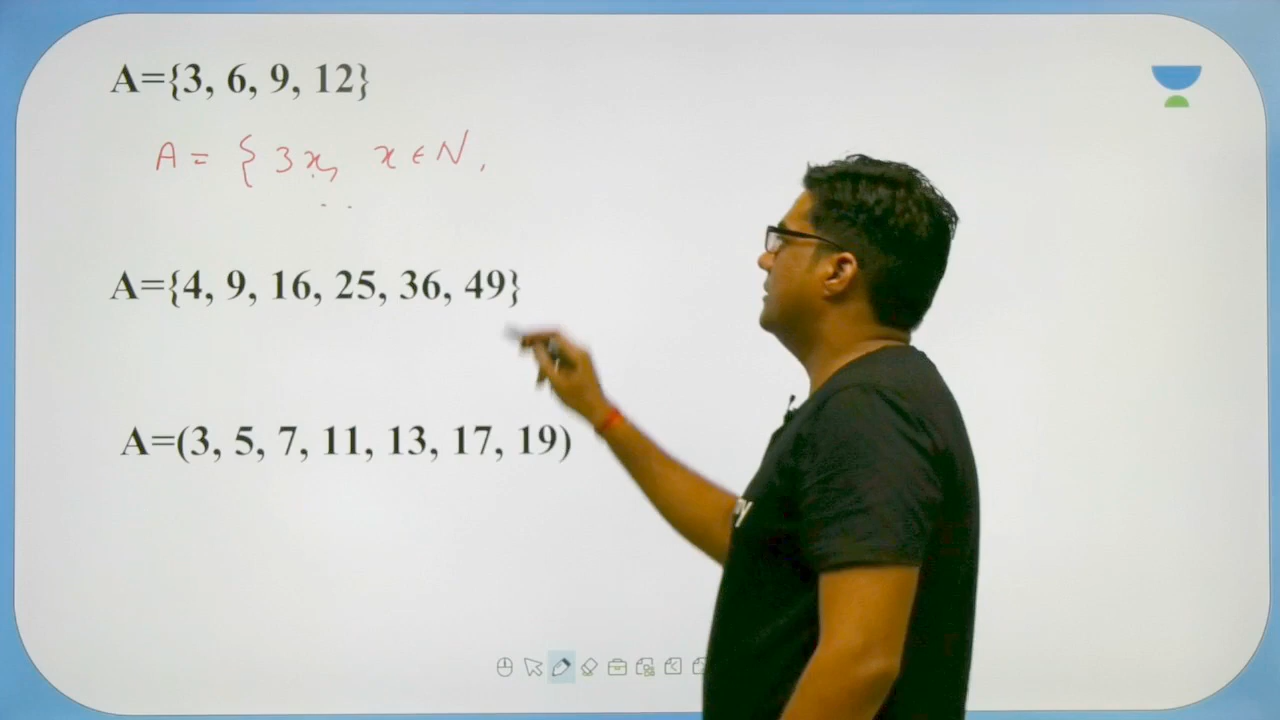 A={3, 6, 9, 12}
A = { 3x, x ∈ N,
A={4, 9, 16, 25, 36, 49}
A=(3, 5, 7, 11, 13, 17, 19)